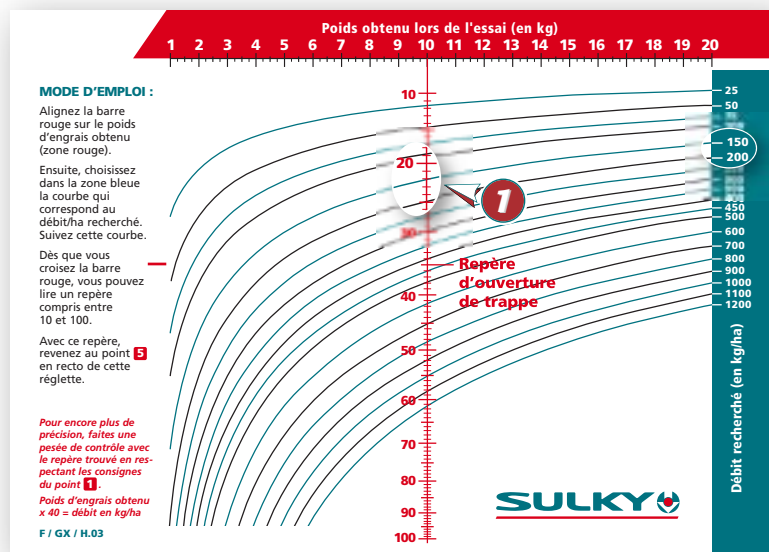 Poids obtenu lors de l'essai (en kg)
1 2 3 4 5 6 7 8 9 10 11 12 13 14 15 16 17 18 19 20
MODE D'EMPLOI :
Alignez la barre
rouge sur le poids
d'engrais obtenu
(zone rouge).
Ensuite, choisissez
dans la zone bleue
la courbe qui
correspond au
débit/ha recherché.
Suivez cette courbe.
Dès que vous
croisez la barre
rouge, vous pouvez
lire un repère
compris entre
10 et 100.
Avec ce repère,
revenez au point 5
en recto de cette
réglette.
Pour encore plus de
précision, faites une
pesée de contrôle avec
le repère trouvé en res-
pectant les consignes
du point 1.
Poids d'engrais obtenu
x 40 = débit en kg/ha
F / GX / H.03
10
20
30
40
50
60
70
80
90
100
1
Repère
d'ouverture
de trappe
25
50
150
200
450
500
600
700
800
900
1000
1100
1200
Débit recherché (en kg/ha)
SULKY